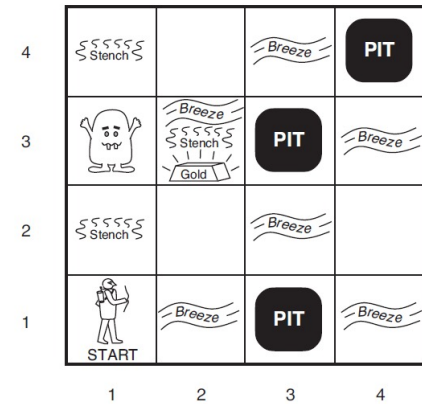 4
Stench
Breeze
PIT
3
Breeze
Stench
Gold
PIT
Breeze
2
Stench
Breeze
1
START
Breeze
PIT
Breeze
1 2 3 4